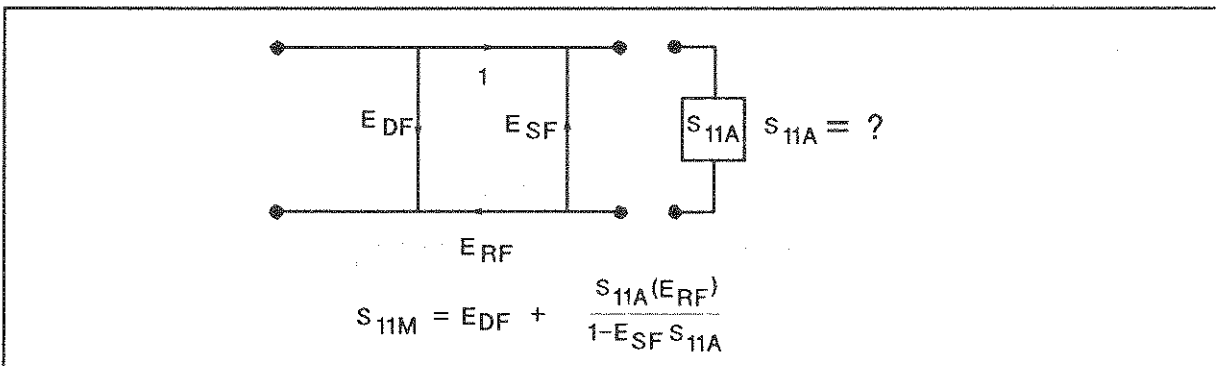 1
E DF E SF S 11A S 11A = ?
E RF
S 11M = E DF + S 11A (E RF) / 1-E SF S 11A